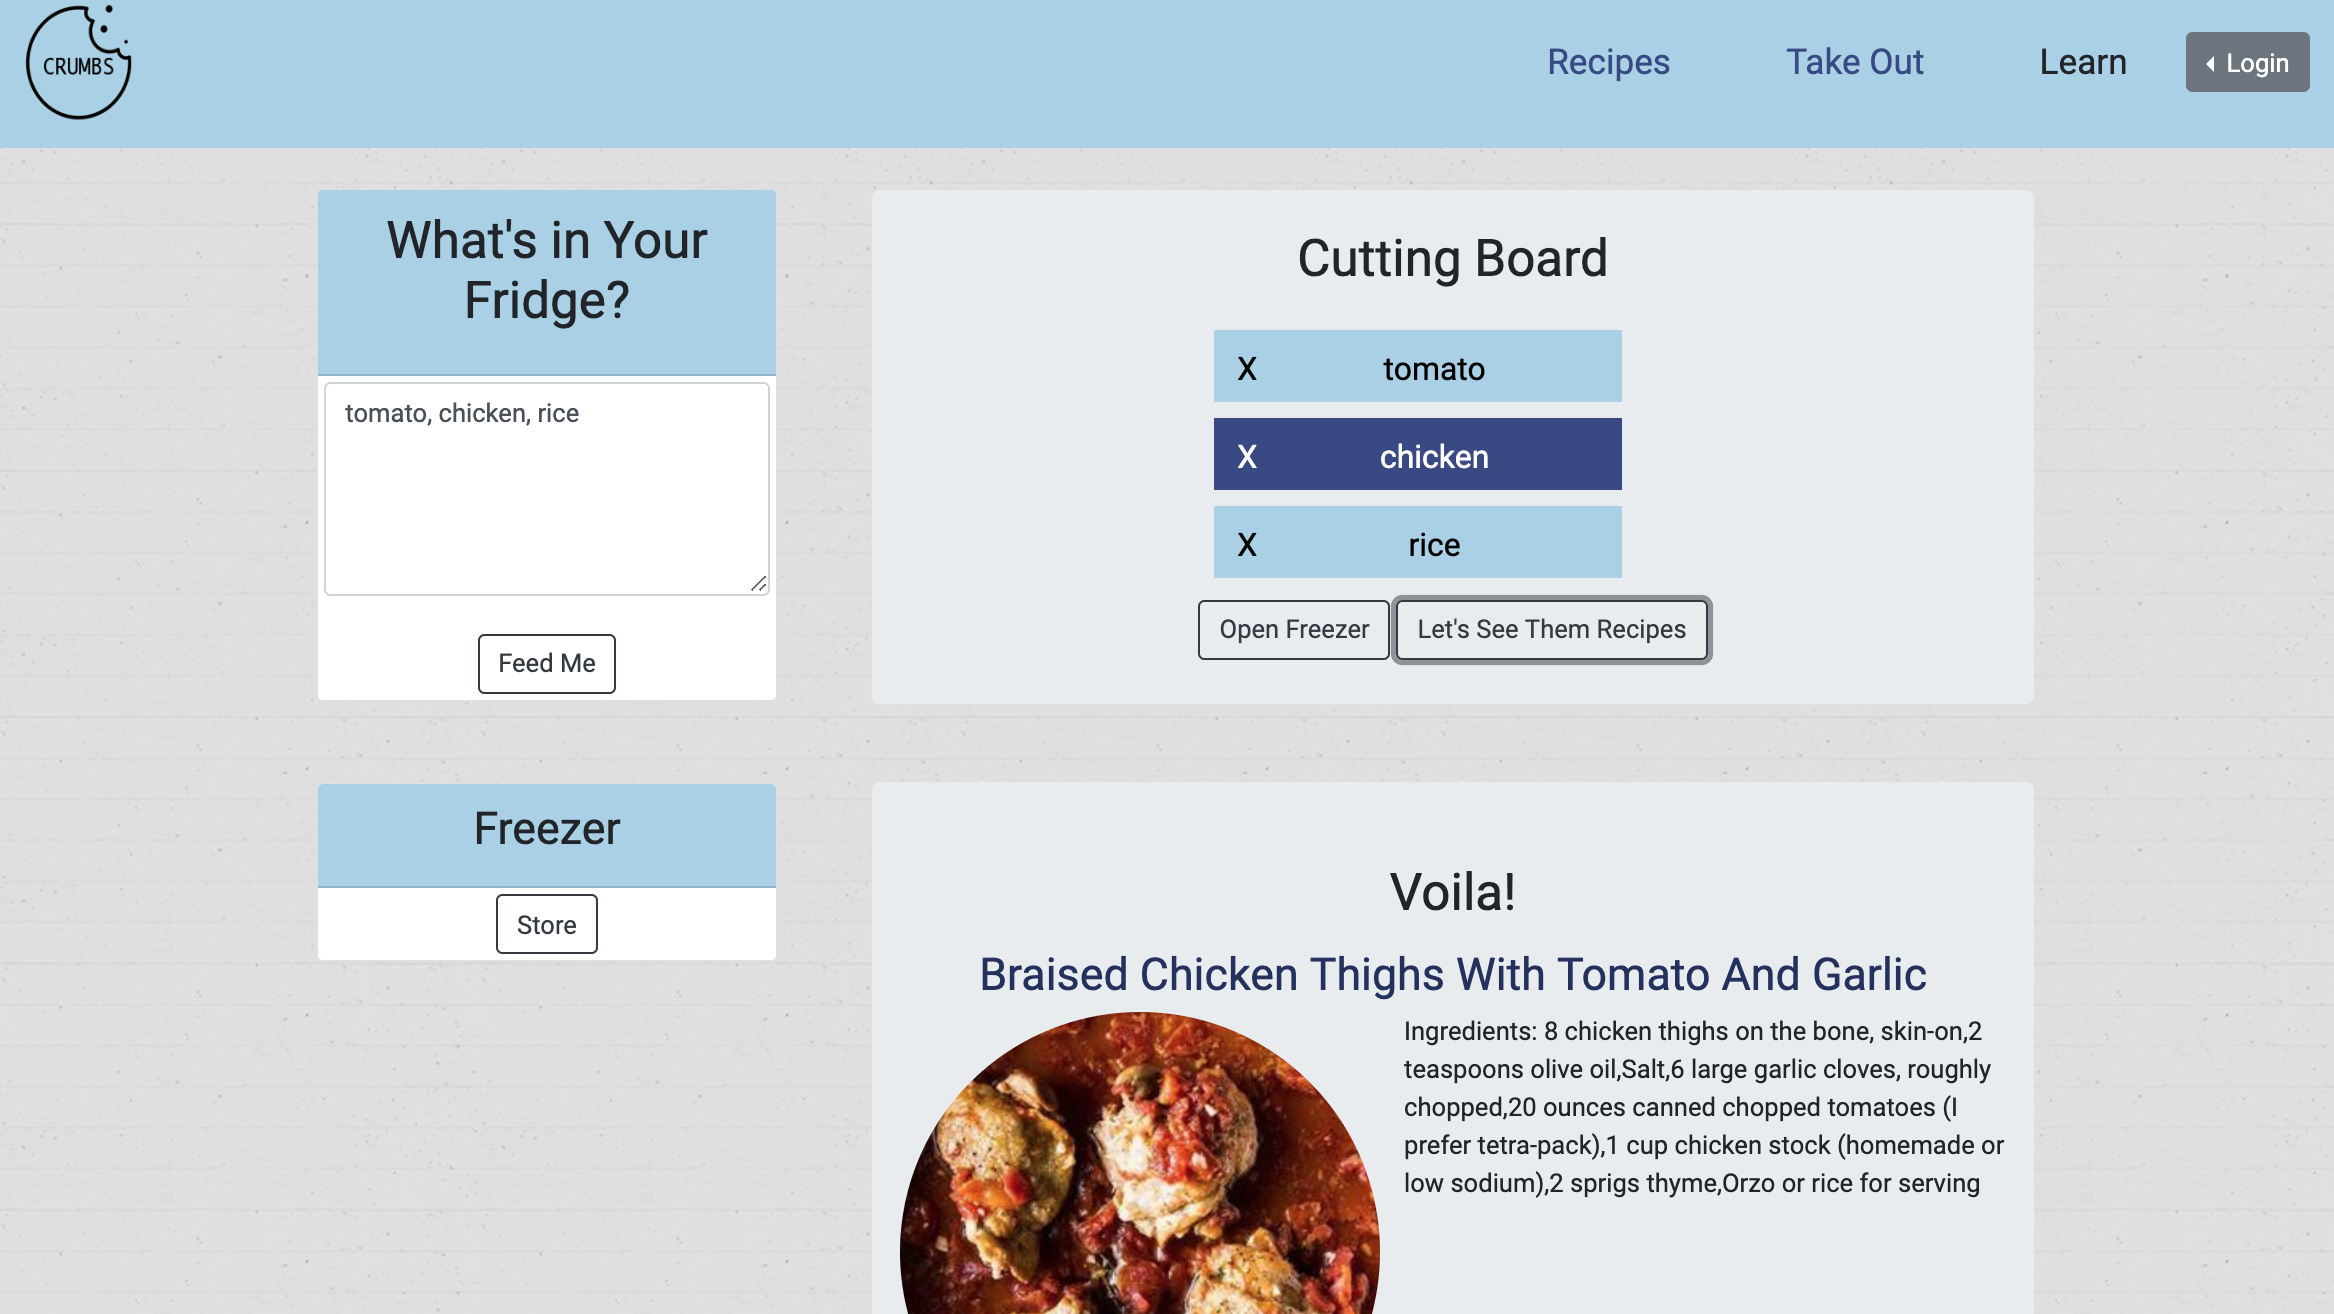 CRUMBS
Recipes
Take Out
Learn
Login
What's in Your
Fridge?
tomato, chicken, rice
Feed Me
Cutting Board
X tomato
X chicken
X rice
Open Freezer
Let's See Them Recipes
Freezer
Store
Voila!
Braised Chicken Thighs With Tomato And Garlic
Ingredients: 8 chicken thighs on the bone, skin-on,2
teaspoons olive oil,Salt,6 large garlic cloves, roughly
chopped,20 ounces canned chopped tomatoes (I
prefer tetra-pack),1 cup chicken stock (homemade or
low sodium),2 sprigs thyme,Orzo or rice for serving